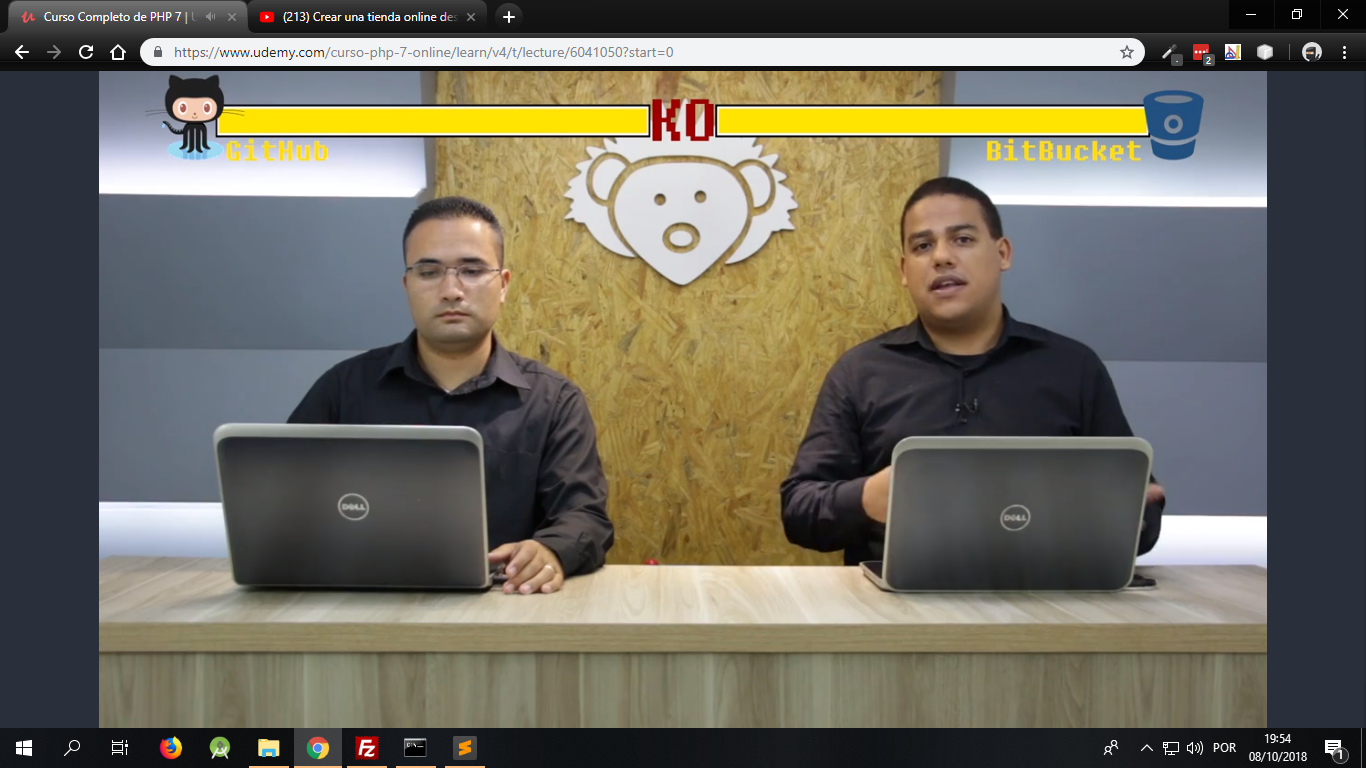 Curso Completo de PHP 7 | U
(213) Crear una tienda online des
https://www.udemy.com/curso-php-7-online/learn/v4/t/lecture/6041050?start=0
2
KO
GitHub
BitBucket
DELL
DELL
Fz
C:\.
POR
19:54
08/10/2018
1